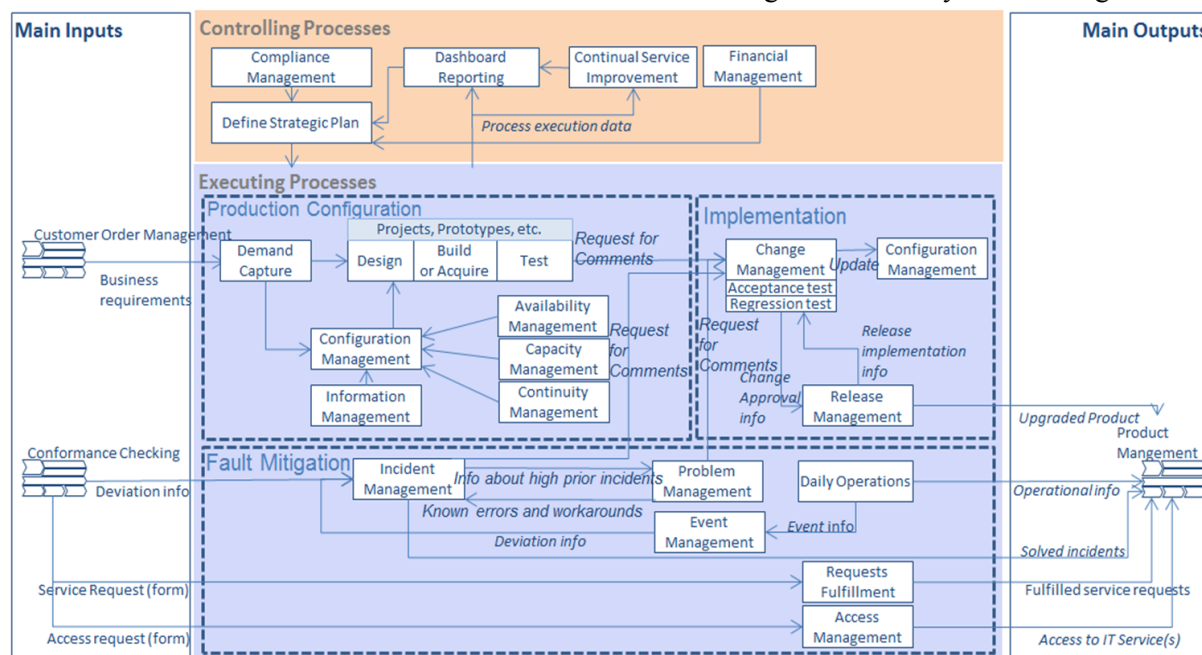 Main Inputs
Controlling Processes
Main Outputs
Compliance
Management
Dashboard
Reporting
Continual Service
Improvement
Financial
Management
Define Strategic Plan
Process execution data
Executing Processes
Production Configuration
Implementation
Customer Order Management
Business
requirements
Demand
Capture
Projects, Prototypes, etc.
Design
Build
or Acquire
Test
Request for
Comments
Change
Management
Acceptance test
Regression test
Update
Configuration
Management
Availability
Management
Capacity
Management
Continuity
Management
Configuration
Management
Information
Management
Request
for
Comments
Request
for
Comments
Release
implementation
info
Change
Approval
info
Release
Management
Upgraded Product
Product
Mangement
Conformance Checking
Deviation info
Fault Mitigation
Incident
Management
Info about high prior incidents
Problem
Management
Daily Operations
Operational info
Known errors and workarounds
Event
Management
Event info
Deviation info
Solved incidents
Service Request (form)
Requests
Fulfillment
Fulfilled service requests
Access request (form)
Access
Management
Access to IT Service(s)